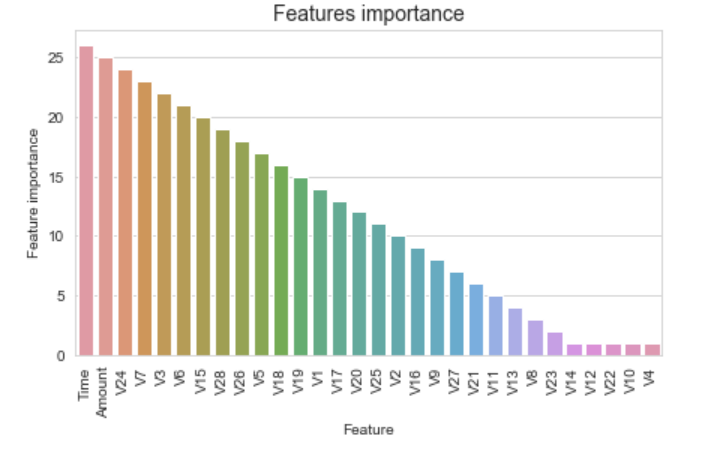 Features importance
Feature importance
25
20
15
10
5
0
Time
Amount
V24
V7
V3
V6
V15
V28
V26
V5
V18
V19
V1
V17
V20
V25
V2
V16
V9
V27
V21
V11
V13
V8
V23
V14
V12
V22
V10
V4
Feature